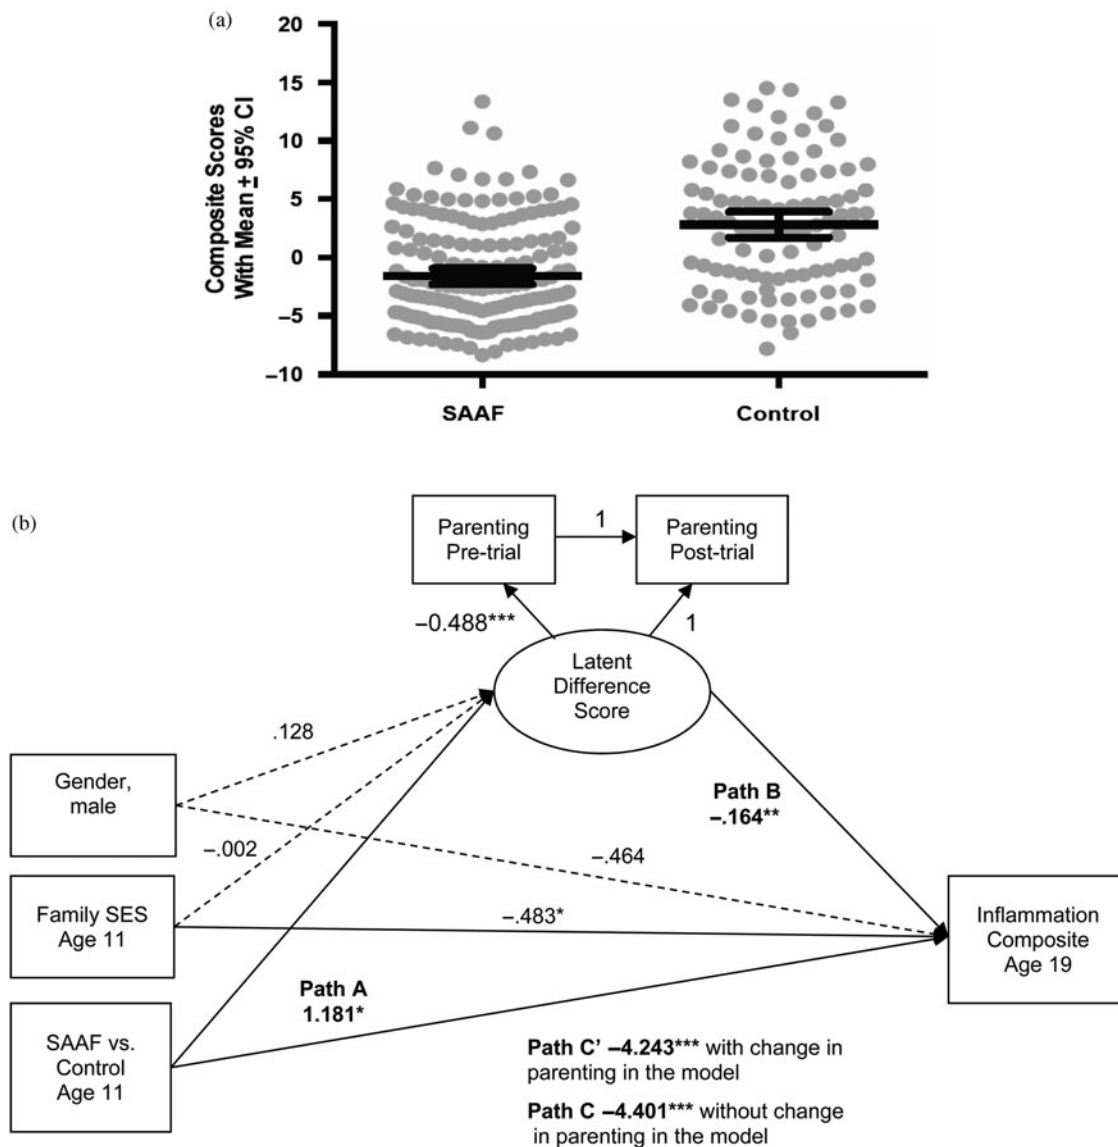 (a)
Composite Scores
With Mean ± 95% CI
20
15
10
5
0
−5
−10
SAAF
Control
(b)
Parenting
Pre-trial
1
Parenting
Post-trial
−0.488***
1
Latent
Difference
Score
.128
Gender,
male
Path B
−.164**
−.002
−.464
Family SES
Age 11
−.483*
Inflammation
Composite
Age 19
Path A
1.181*
SAAF vs.
Control
Age 11
Path C’ −4.243*** with change in
parenting in the model
Path C −4.401*** without change
in parenting in the model